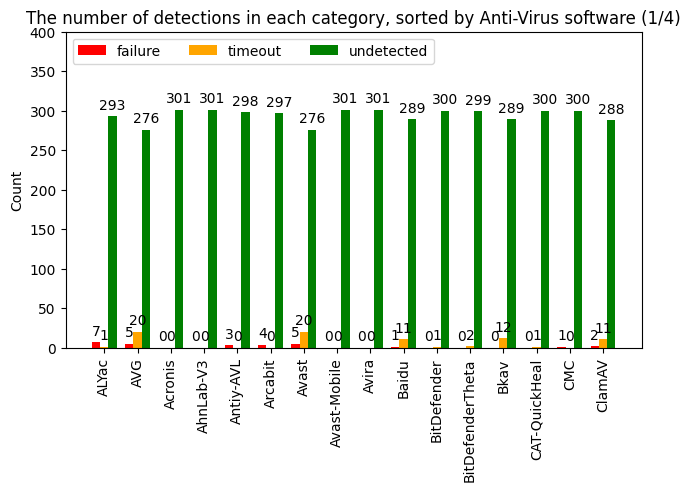 The number of detections in each category, sorted by Anti-Virus software (1/4)
400
350
300
250
200
150
100
50
0
Count
failure timeout undetected
7 1 293
5 20 276
0 0 301
0 0 301
3 0 298
4 0 297
5 20 276
0 0 301
0 0 301
1 11 289
0 1 300
0 2 299
0 12 289
0 1 300
1 0 300
2 11 288
ALYac
AVG
Acronis
AhnLab-V3
Antiy-AVL
Arcabit
Avast
Avast-Mobile
Avira
Baidu
BitDefender
BitDefenderTheta
Bkav
CAT-QuickHeal
CMC
ClamAV